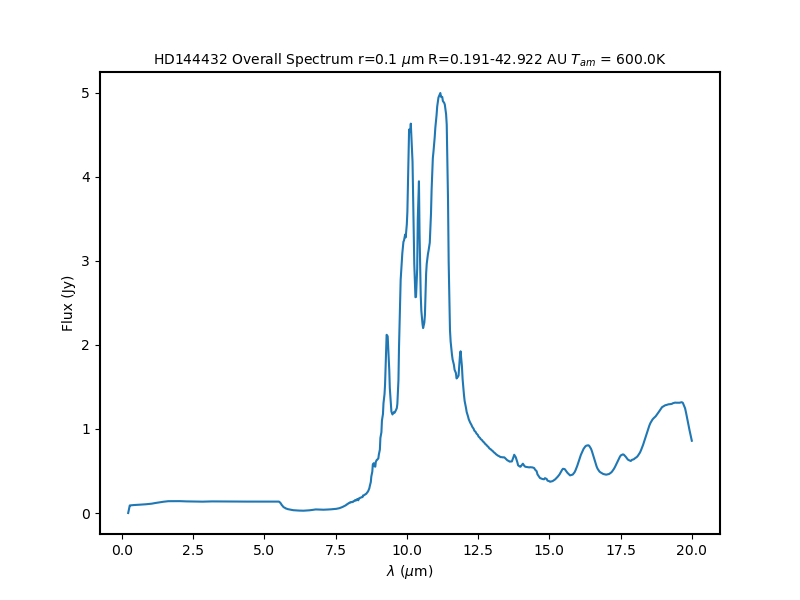 HD144432 Overall Spectrum r=0.1 μm R=0.191-42.922 AU T_am = 600.0K
5
4
3
2
1
0
Flux (Jy)
0.0 2.5 5.0 7.5 10.0 12.5 15.0 17.5 20.0
λ (μm)